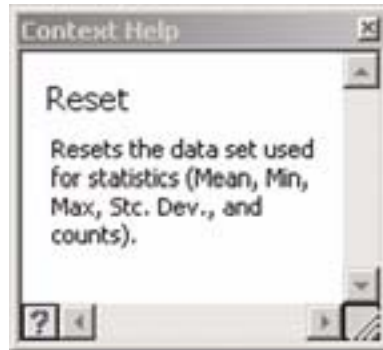 Context Help
Reset
Resets the data set used
for statistics (Mean, Min,
Max, Stc. Dev., and
counts).
?